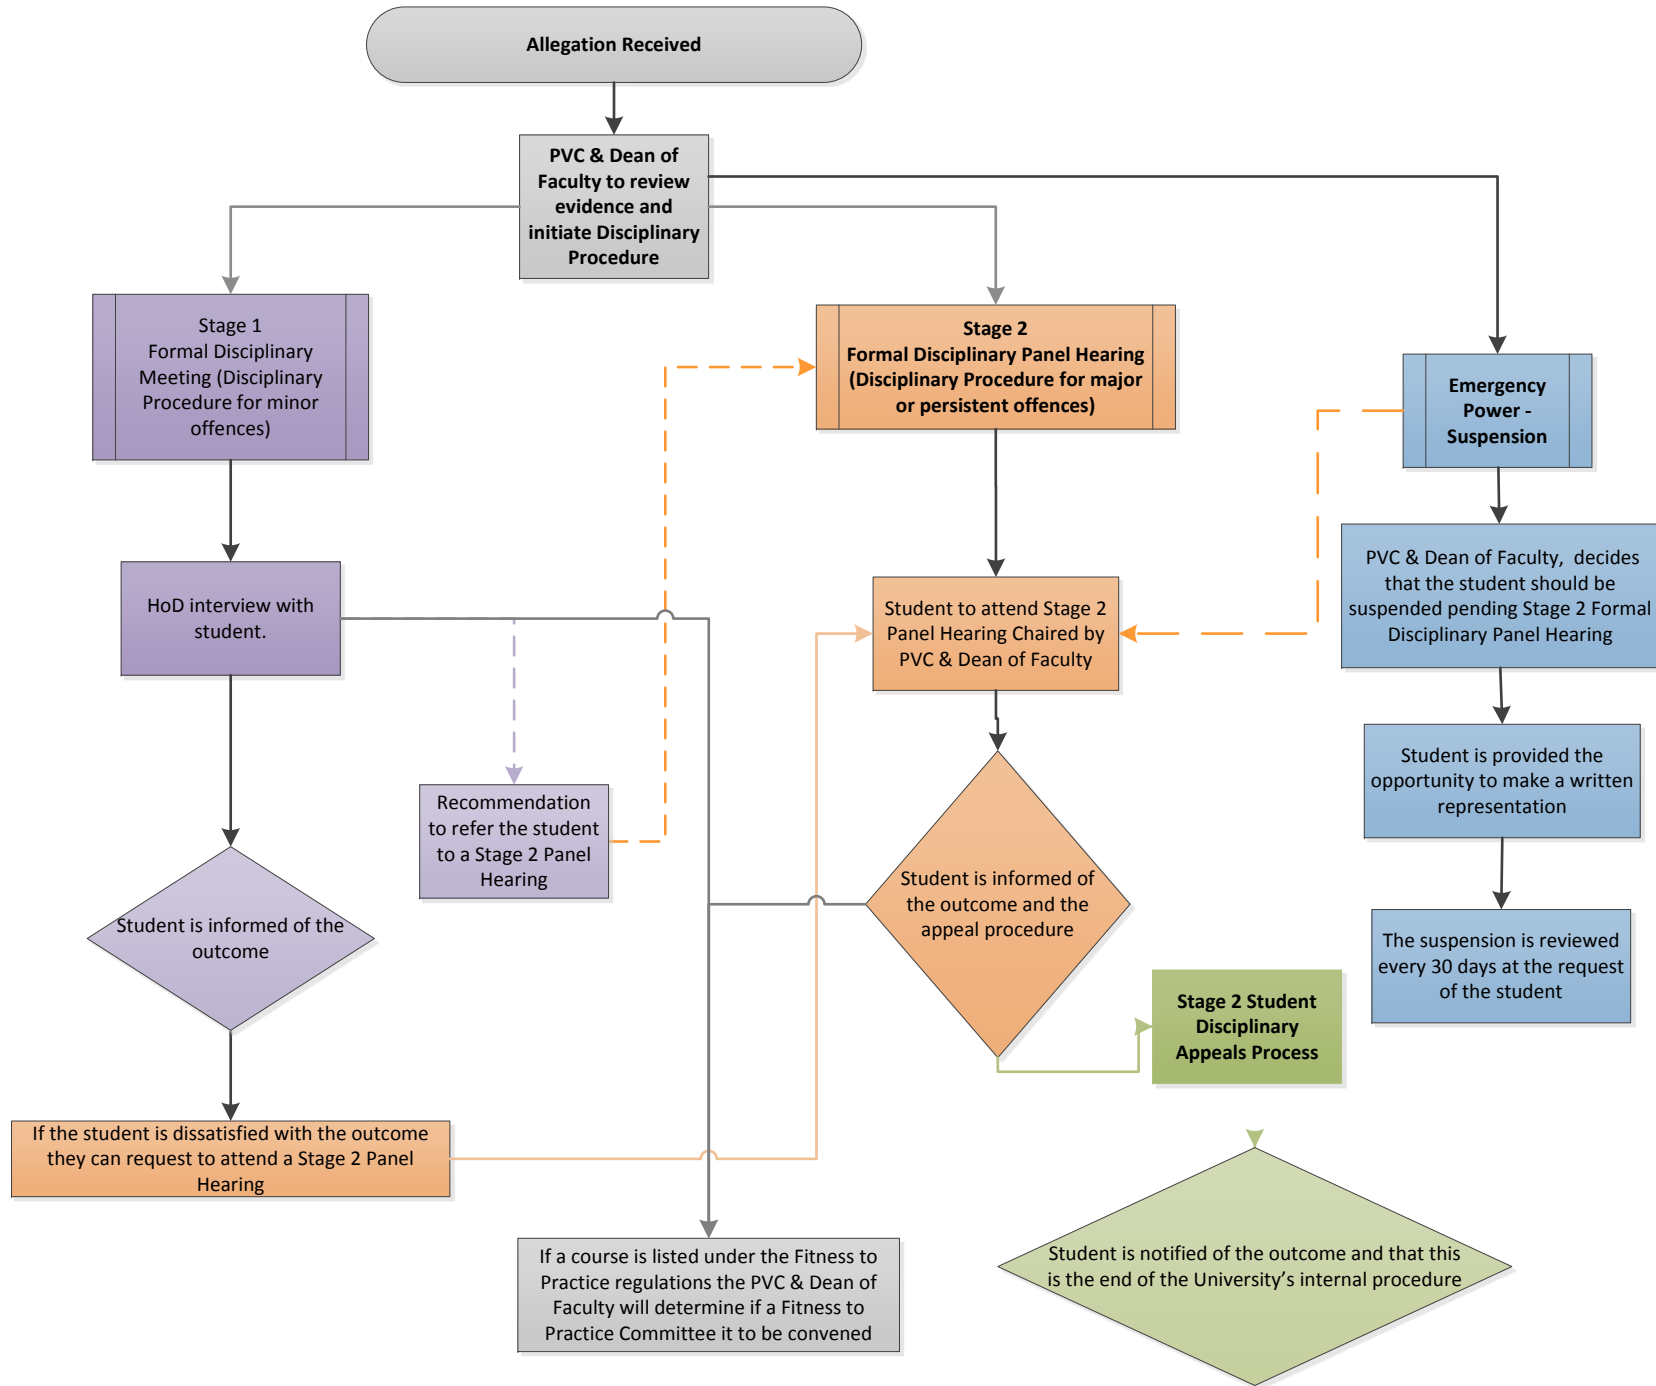 Allegation Received
PVC & Dean of
Faculty to review
evidence and
initiate Disciplinary
Procedure
Stage 1
Formal Disciplinary
Meeting (Disciplinary
Procedure for minor
offences)
Stage 2
Formal Disciplinary Panel Hearing
(Disciplinary Procedure for major
or persistent offences)
Emergency
Power -
Suspension
HoD interview with
student.
Student to attend Stage 2
Panel Hearing Chaired by
PVC & Dean of Faculty
PVC & Dean of Faculty,  decides
that the student should be
suspended pending Stage 2 Formal
Disciplinary Panel Hearing
Recommendation
to refer the student
to a Stage 2 Panel
Hearing
Student is provided the
opportunity to make a written
representation
Student is informed of the
outcome
Student is informed of
the outcome and the
appeal procedure
The suspension is reviewed
every 30 days at the request
of the student
Stage 2 Student
Disciplinary
Appeals Process
If the student is dissatisfied with the outcome
they can request to attend a Stage 2 Panel
Hearing
If a course is listed under the Fitness to
Practice regulations the PVC & Dean of
Faculty will determine if a Fitness to
Practice Committee it to be convened
Student is notified of the outcome and that this
is the end of the University’s internal procedure